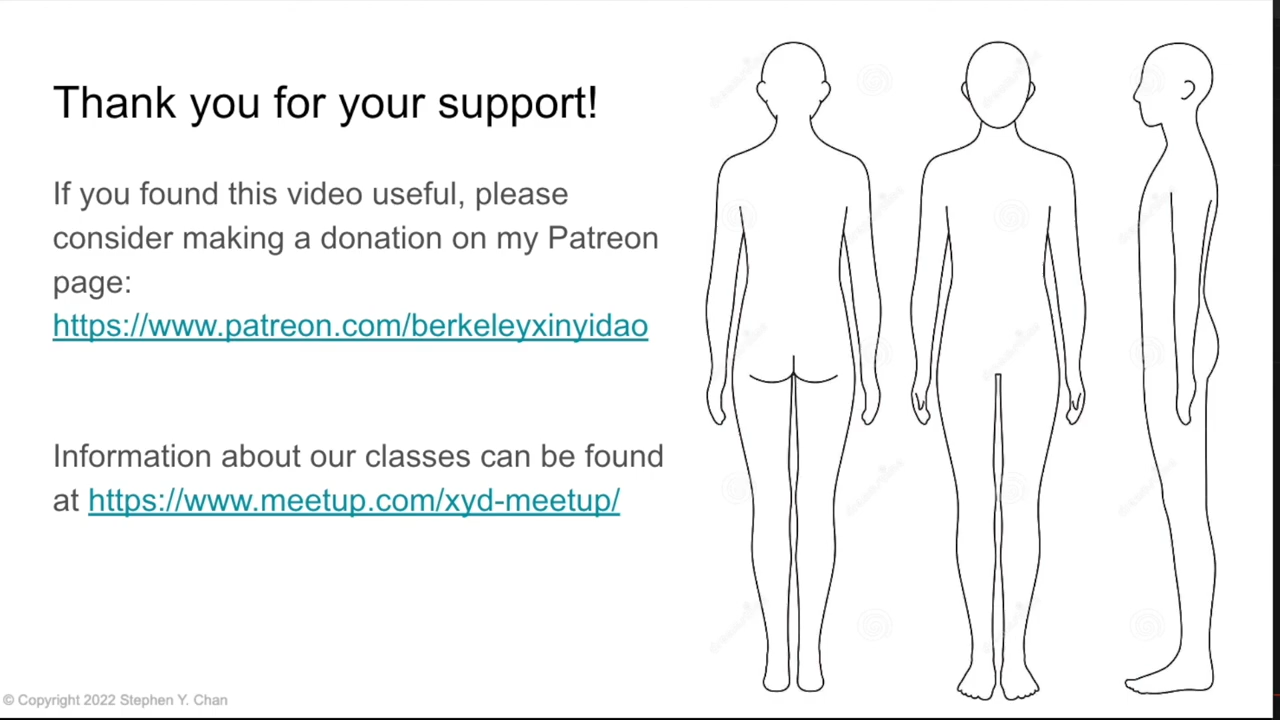 Thank you for your support!
If you found this video useful, please
consider making a donation on my Patreon
page:
https://www.patreon.com/berkeleyxinyidao
Information about our classes can be found
at https://www.meetup.com/xyd-meetup/
© Copyright 2022 Stephen Y. Chan